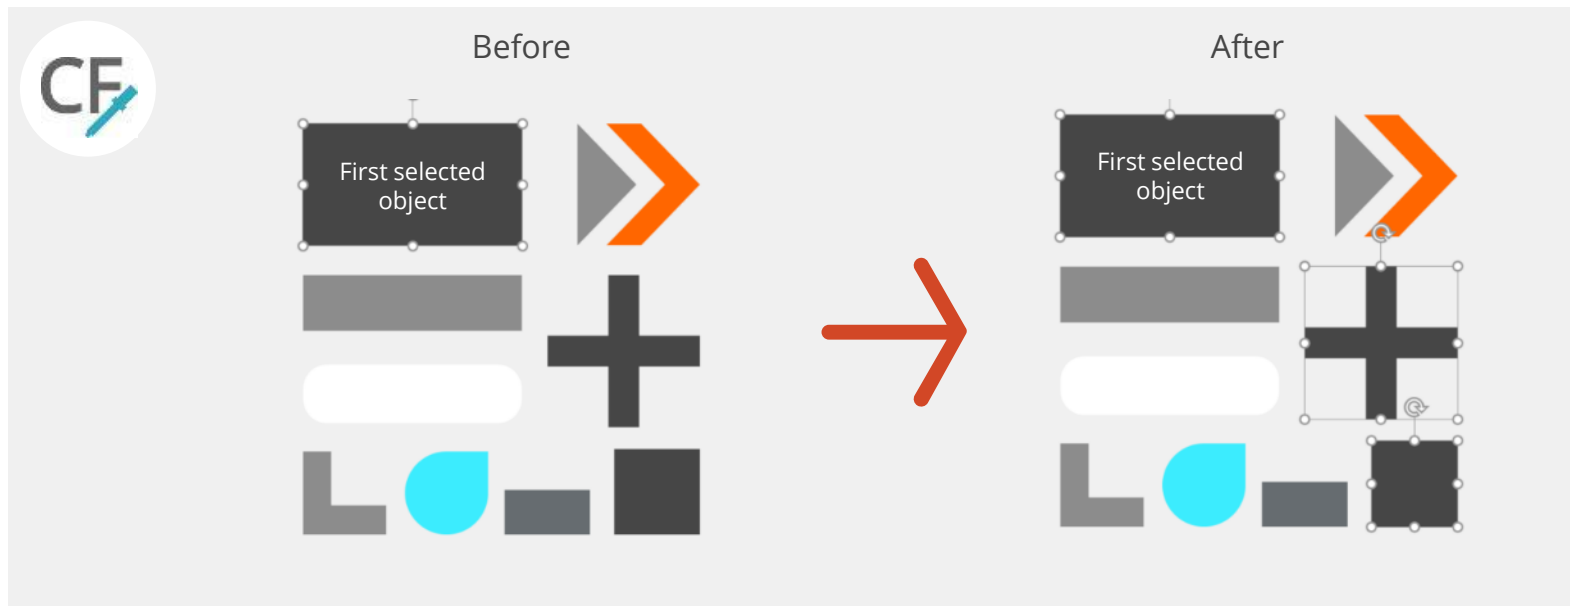 CF
Before
After
First selected
object
First selected
object